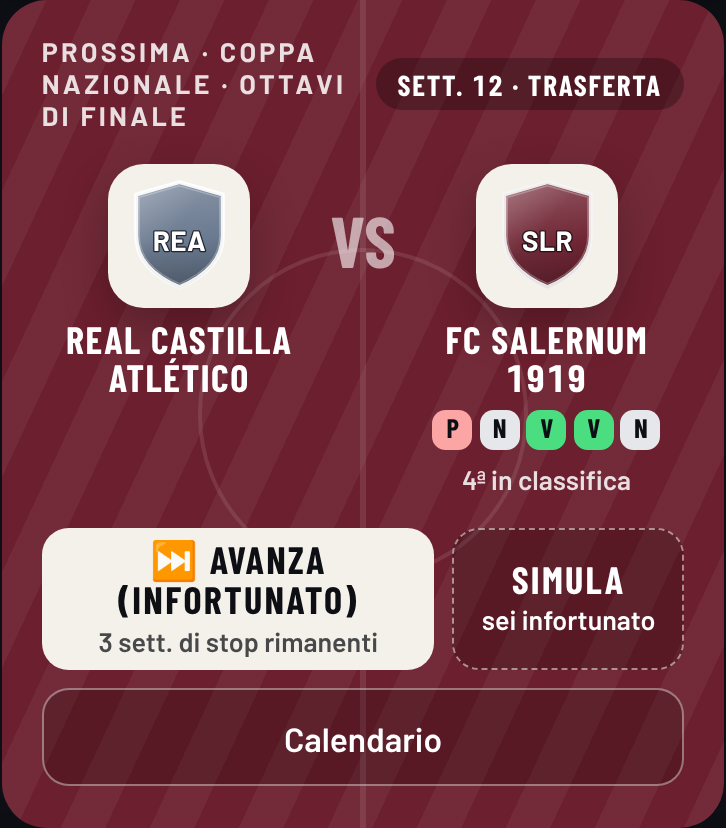 PROSSIMA · COPPA
NAZIONALE · OTTAVI
DI FINALE
SETT. 12 · TRASFERTA
REA
VS
SLR
REAL CASTILLA
ATLÉTICO
FC SALERNUM
1919
P N V V N
4ª in classifica
⏭️ AVANZA
(INFORTUNATO)
3 sett. di stop rimanenti
SIMULA
sei infortunato
Calendario